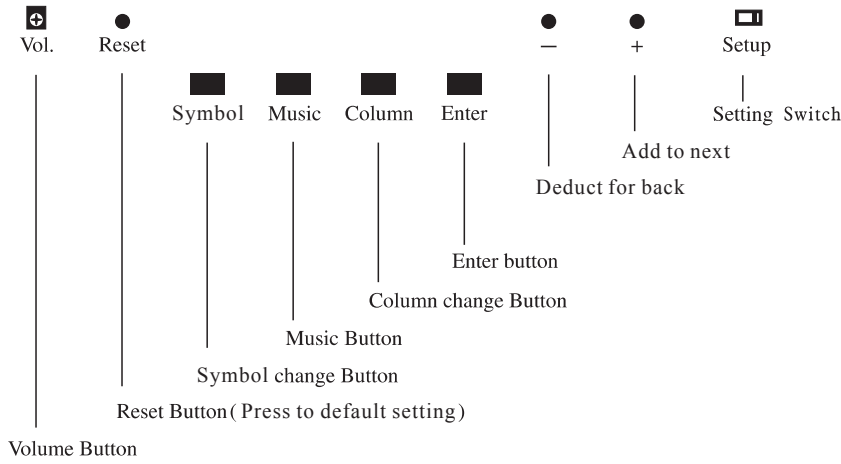 Vol. Reset — + Setup
Symbol Music Column Enter
Setting Switch
Add to next
Deduct for back
Enter button
Column change Button
Music Button
Symbol change Button
Reset Button(Press to default setting)
Volume Button